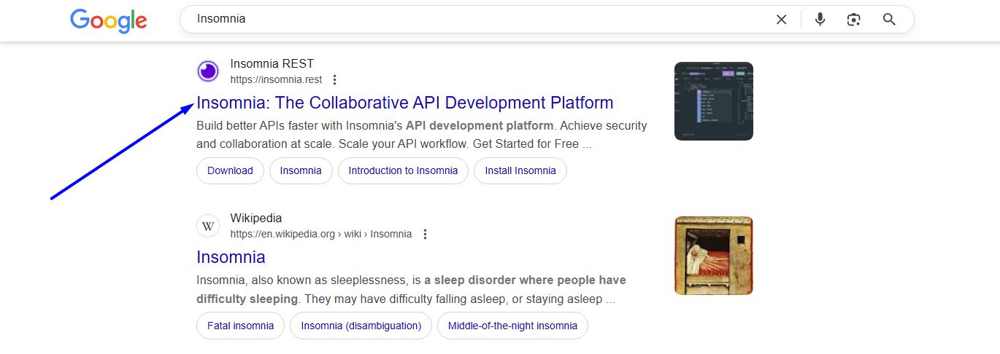 Google
Insomnia
Insomnia REST
https://insomnia.rest
Insomnia: The Collaborative API Development Platform
Build better APIs faster with Insomnia's API development platform. Achieve security
and collaboration at scale. Scale your API workflow. Get Started for Free ...
Download Insomnia Introduction to Insomnia Install Insomnia
W
Wikipedia
https://en.wikipedia.org › wiki › Insomnia
Insomnia
Insomnia, also known as sleeplessness, is a sleep disorder where people have
difficulty sleeping. They may have difficulty falling asleep, or staying asleep ...
Fatal insomnia Insomnia (disambiguation) Middle-of-the-night insomnia